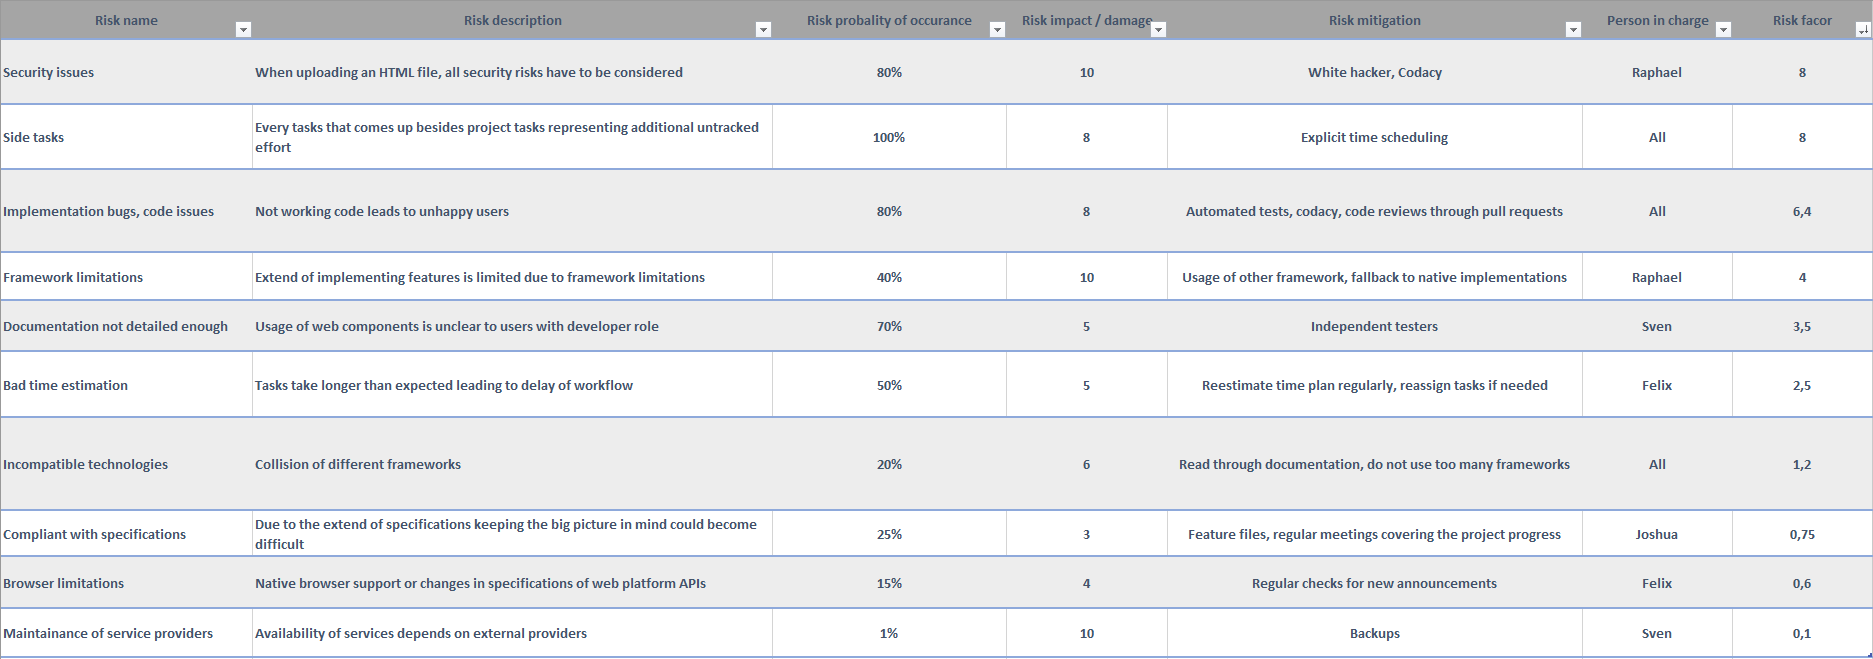 Risk name Risk description Risk probality of occurance Risk impact / damage Risk mitigation Person in charge Risk facor
Security issues When uploading an HTML file, all security risks have to be considered 80% 10 White hacker, Codacy Raphael 8
Side tasks Every tasks that comes up besides project tasks representing additional untracked
effort 100% 8 Explicit time scheduling All 8
Implementation bugs, code issues Not working code leads to unhappy users 80% 8 Automated tests, codacy, code reviews through pull requests All 6,4
Framework limitations Extend of implementing features is limited due to framework limitations 40% 10 Usage of other framework, fallback to native implementations Raphael 4
Documentation not detailed enough Usage of web components is unclear to users with developer role 70% 5 Independent testers Sven 3,5
Bad time estimation Tasks take longer than expected leading to delay of workflow 50% 5 Reestimate time plan regularly, reassign tasks if needed Felix 2,5
Incompatible technologies Collision of different frameworks 20% 6 Read through documentation, do not use too many frameworks All 1,2
Compliant with specifications Due to the extend of specifications keeping the big picture in mind could become
difficult 25% 3 Feature files, regular meetings covering the project progress Joshua 0,75
Browser limitations Native browser support or changes in specifications of web platform APIs 15% 4 Regular checks for new announcements Felix 0,6
Maintainance of service providers Availability of services depends on external providers 1% 10 Backups Sven 0,1